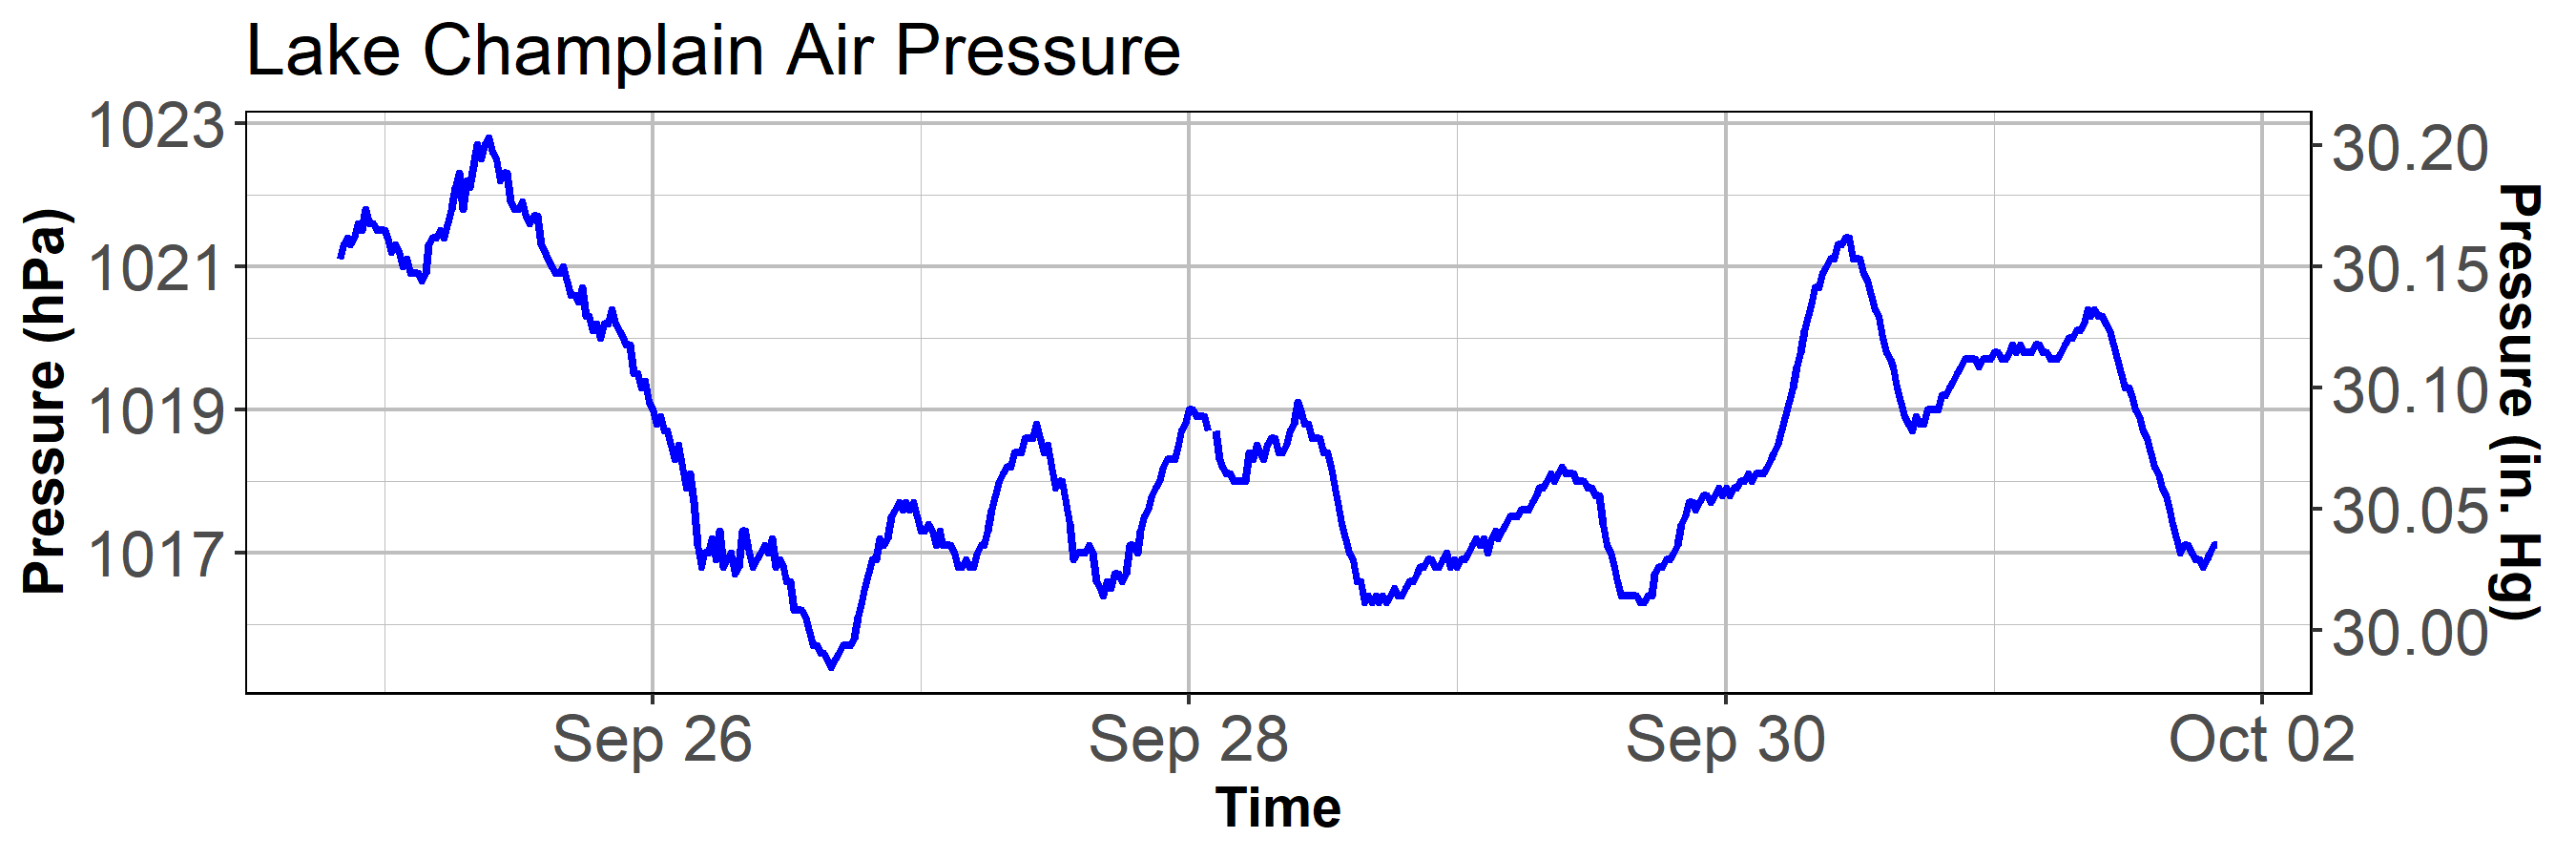 Lake Champlain Air Pressure
1023
1021
1019
1017
Pressure (hPa)
30.20
30.15
30.10
30.05
30.00
Pressure (in. Hg)
Sep 26
Sep 28
Sep 30
Oct 02
Time